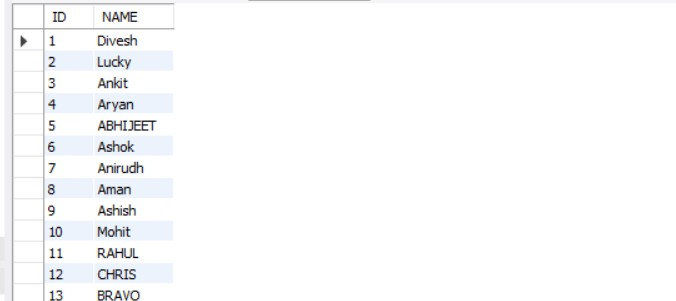 ID NAME
1 Divesh
2 Lucky
3 Ankit
4 Aryan
5 ABHIJEET
6 Ashok
7 Anirudh
8 Aman
9 Ashish
10 Mohit
11 RAHUL
12 CHRIS
13 BRAVO